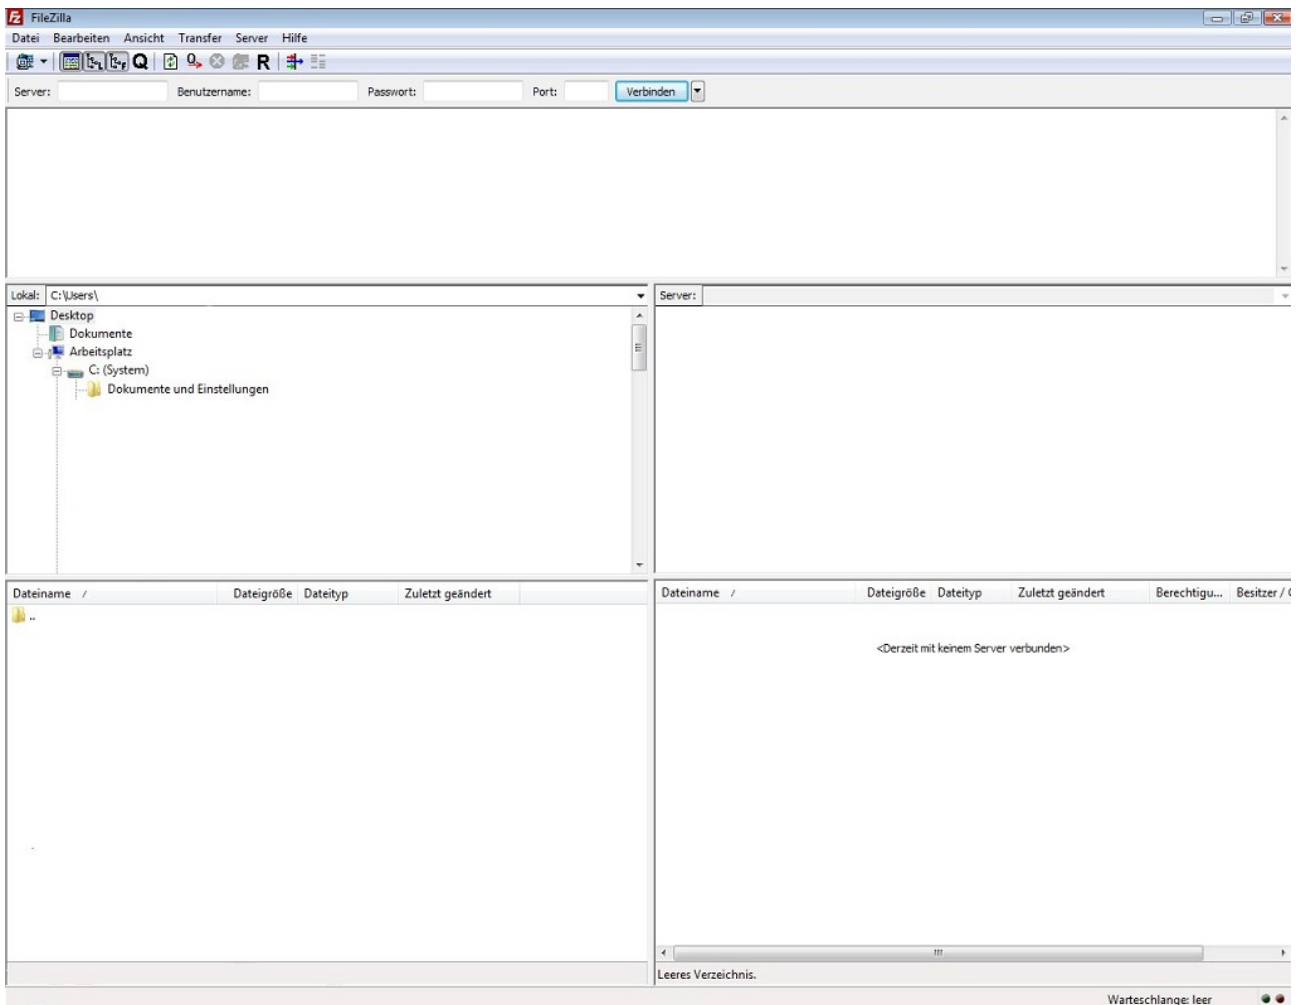 FileZilla
Datei Bearbeiten Ansicht Transfer Server Hilfe
Server: Benutzername: Passwort: Port: Verbinden
Lokal: C:\Users\
Desktop
Dokumente
Arbeitsplatz
C: (System)
Dokumente und Einstellungen
Server:
Dateiname / Dateigröße Dateityp Zuletzt geändert
..
Dateiname / Dateigröße Dateityp Zuletzt geändert Berechtigu... Besitzer /
<Derzeit mit keinem Server verbunden>
Leeres Verzeichnis.
Warteschlange: leer